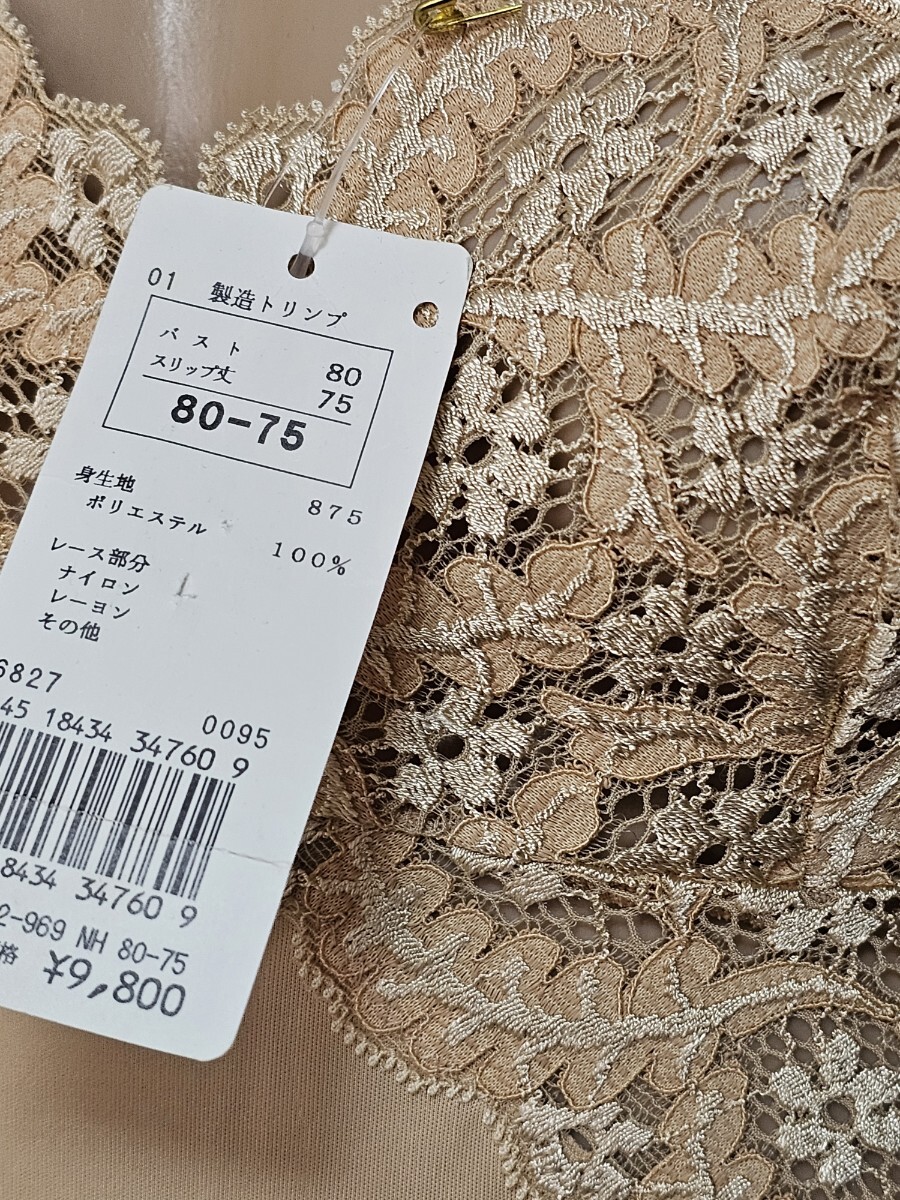 01 製造トリンプ
バスト 80
スリップ丈 75
80-75
875
身生地
ポリエステル 100%
レース部分
ナイロン
レーヨン
その他
6827
0095
45 18434 34760 9
18434 34760 9
2-969 NH 80-75
格 ¥9,800